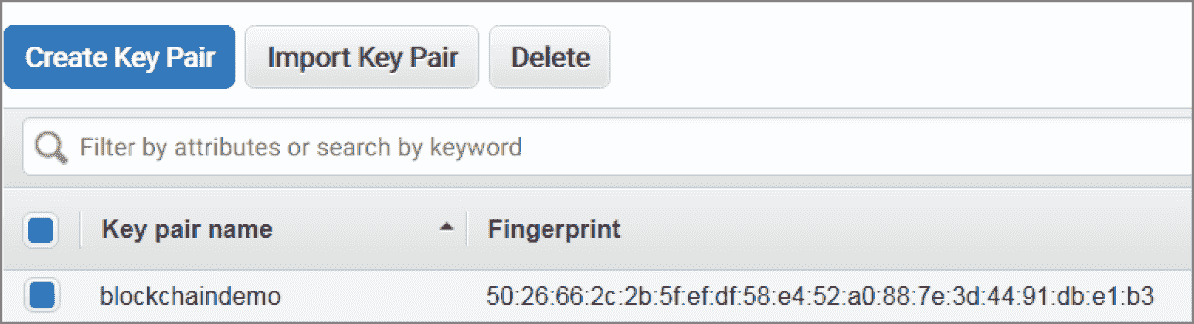 Create Key Pair Import Key Pair Delete
Filter by attributes or search by keyword
Key pair name Fingerprint
blockchaindemo 50:26:66:2c:2b:5f:ef:df:58:e4:52:a0:88:7e:3d:44:91:db:e1:b3